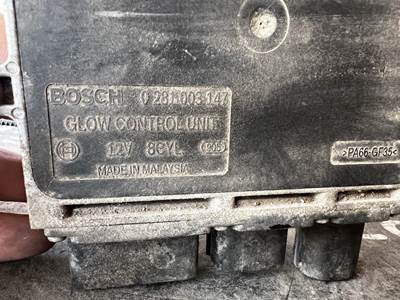 BOSCH 0 281 003 147
GLOW CONTROL UNIT
12V 8CYL
MADE IN MALAYSIA
>PA66-GF35<